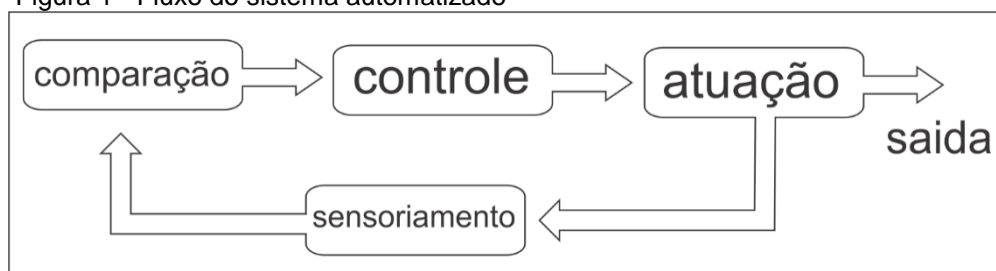 Figura 1 - Fluxo do sistema automatizado
comparação
controle
atuação
saida
sensoriamento